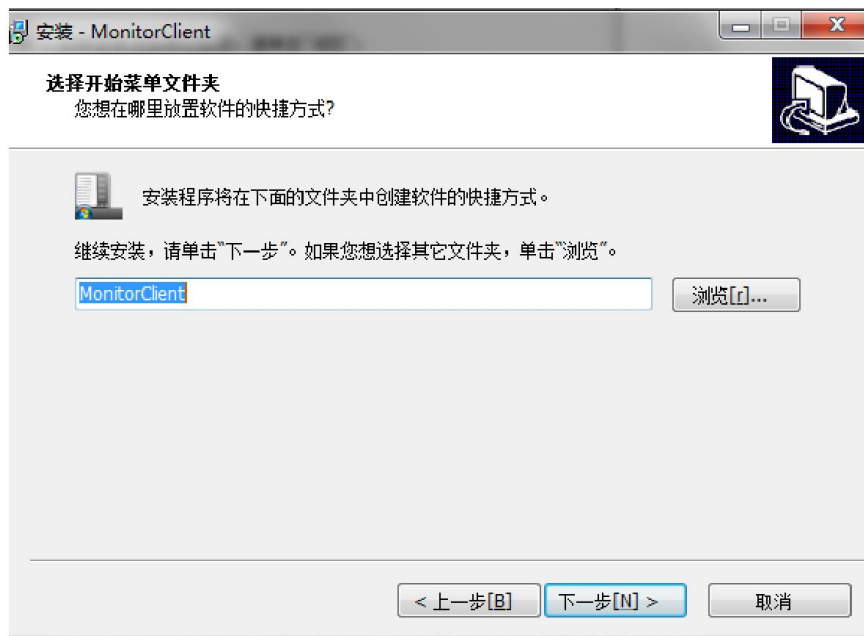 安装 - MonitorClient
选择开始菜单文件夹
您想在哪里放置软件的快捷方式?
安装程序将在下面的文件夹中创建软件的快捷方式。
继续安装，请单击"下一步"。如果您想选择其它文件夹，单击"浏览"。
MonitorClient
浏览[r]...
< 上一步[B]
下一步[N] >
取消